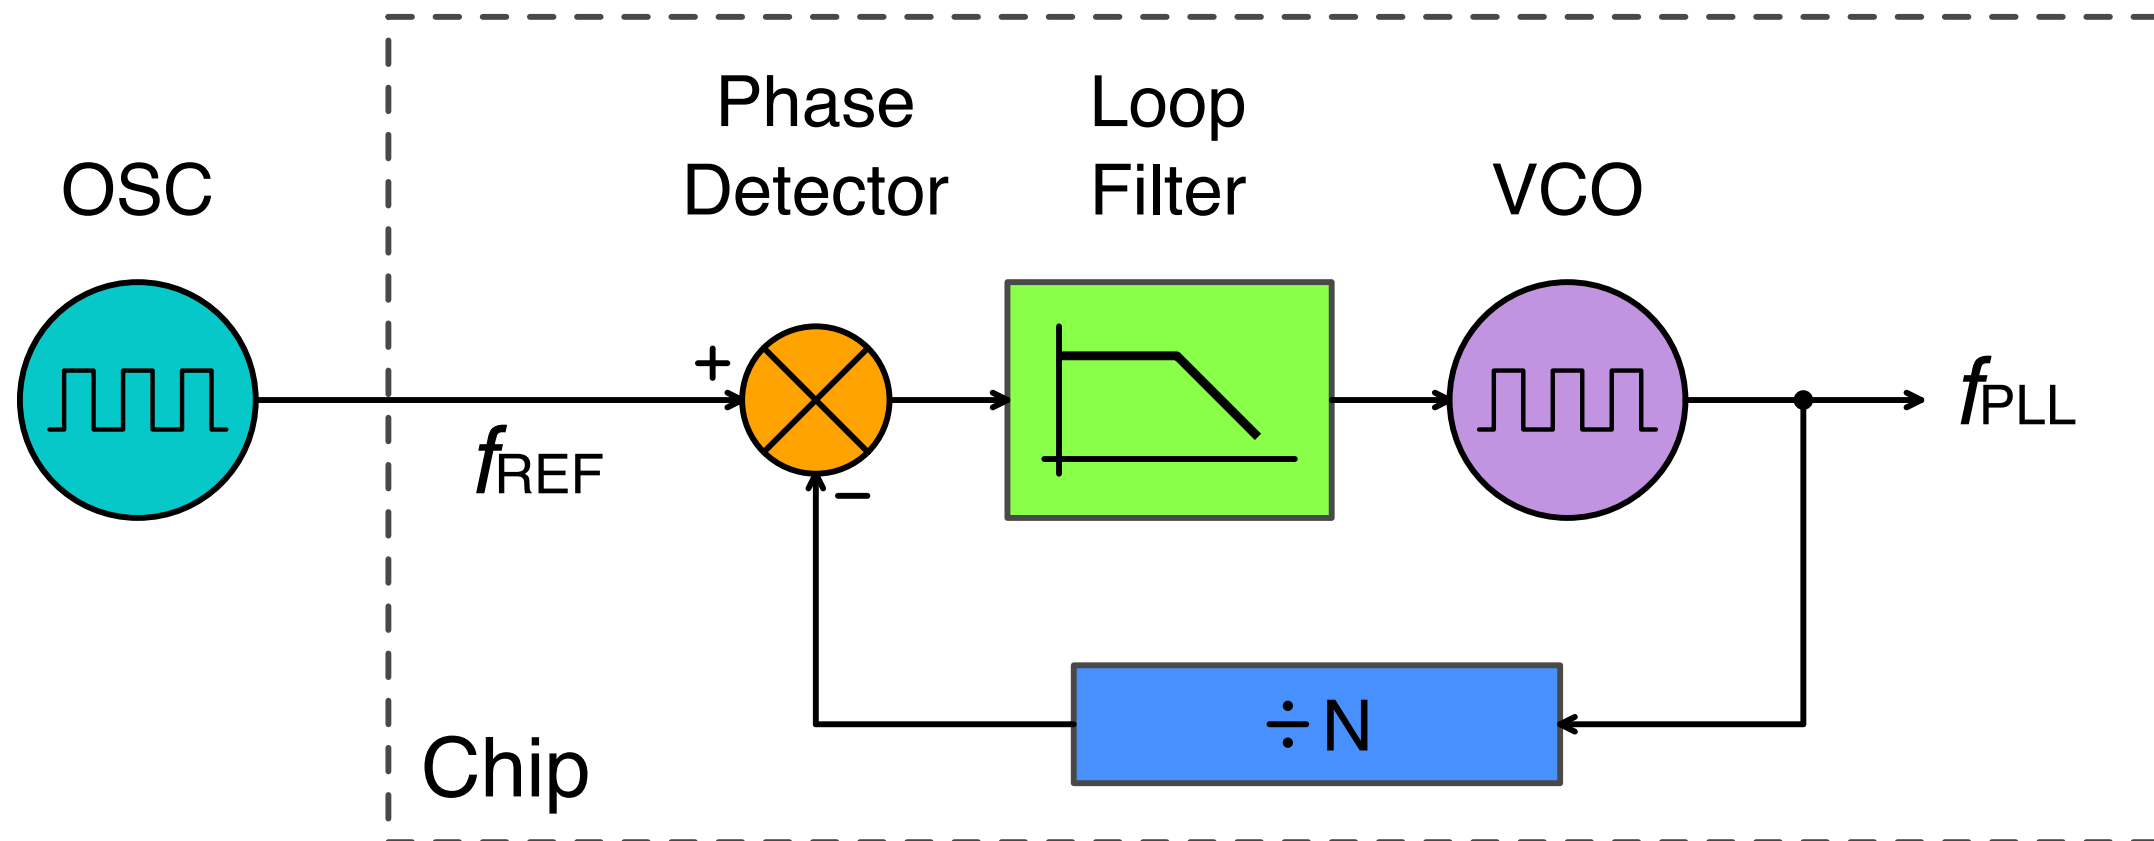 OSC
Phase
Detector
Loop
Filter
VCO
+
fREF
−
fPLL
÷ N
Chip